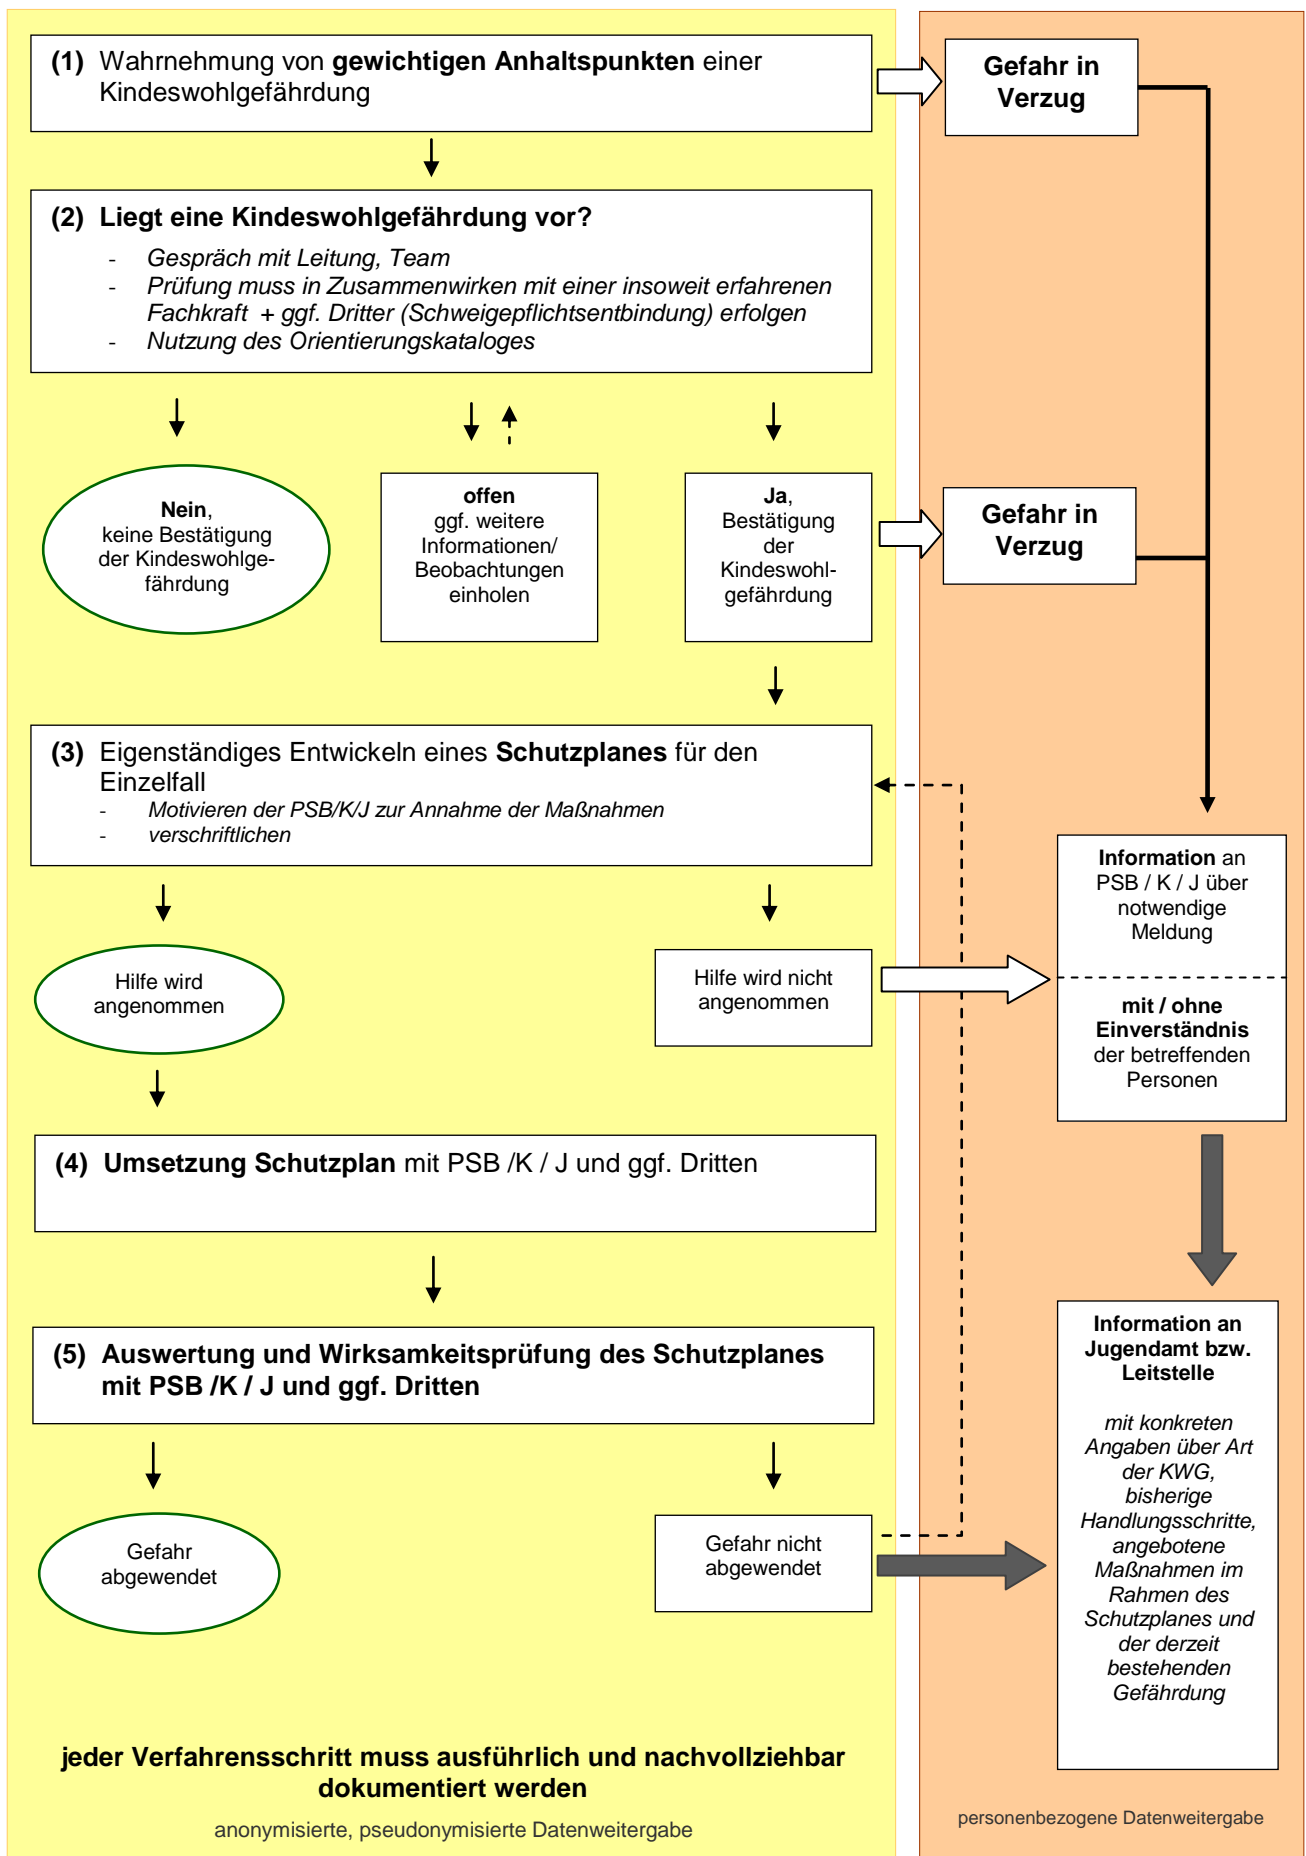 (1) Wahrnehmung von gewichtigen Anhaltspunkten einer
Kindeswohlgefährdung
Gefahr in
Verzug
(2) Liegt eine Kindeswohlgefährdung vor?
- Gespräch mit Leitung, Team
- Prüfung muss in Zusammenwirken mit einer insoweit erfahrenen
Fachkraft + ggf. Dritter (Schweigepflichtsentbindung) erfolgen
- Nutzung des Orientierungskataloges
Nein,
keine Bestätigung
der Kindeswohlge-
fährdung
offen
ggf. weitere
Informationen/
Beobachtungen
einholen
Ja,
Bestätigung
der
Kindeswohl-
gefährdung
Gefahr in
Verzug
(3) Eigenständiges Entwickeln eines Schutzplanes für den
Einzelfall
- Motivieren der PSB/K/J zur Annahme der Maßnahmen
- verschriftlichen
Hilfe wird
angenommen
Hilfe wird nicht
angenommen
Information an
PSB / K / J über
notwendige
Meldung
mit / ohne
Einverständnis
der betreffenden
Personen
(4) Umsetzung Schutzplan mit PSB /K / J und ggf. Dritten
(5) Auswertung und Wirksamkeitsprüfung des Schutzplanes
mit PSB /K / J und ggf. Dritten
Gefahr
abgewendet
Gefahr nicht
abgewendet
Information an
Jugendamt bzw.
Leitstelle
mit konkreten
Angaben über Art
der KWG,
bisherige
Handlungsschritte,
angebotene
Maßnahmen im
Rahmen des
Schutzplanes und
der derzeit
bestehenden
Gefährdung
jeder Verfahrensschritt muss ausführlich und nachvollziehbar
dokumentiert werden
anonymisierte, pseudonymisierte Datenweitergabe
personenbezogene Datenweitergabe